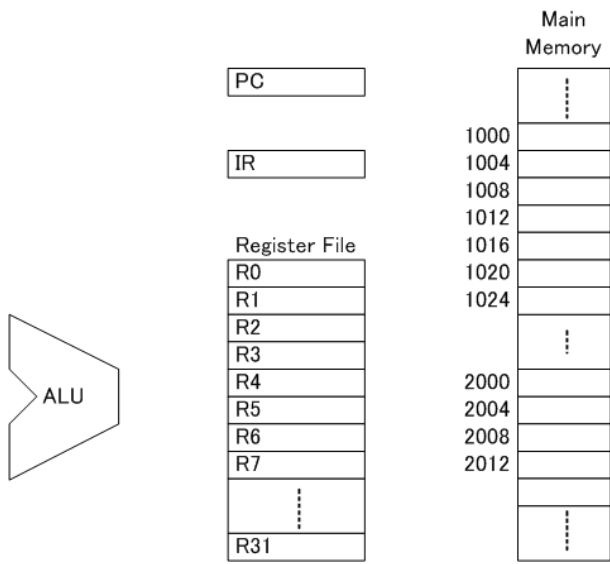 Main
Memory
PC
1000
IR
1004
1008
1012
Register File
1016
R0
1020
R1
1024
R2
R3
ALU
R4
2000
R5
2004
R6
2008
R7
2012
R31